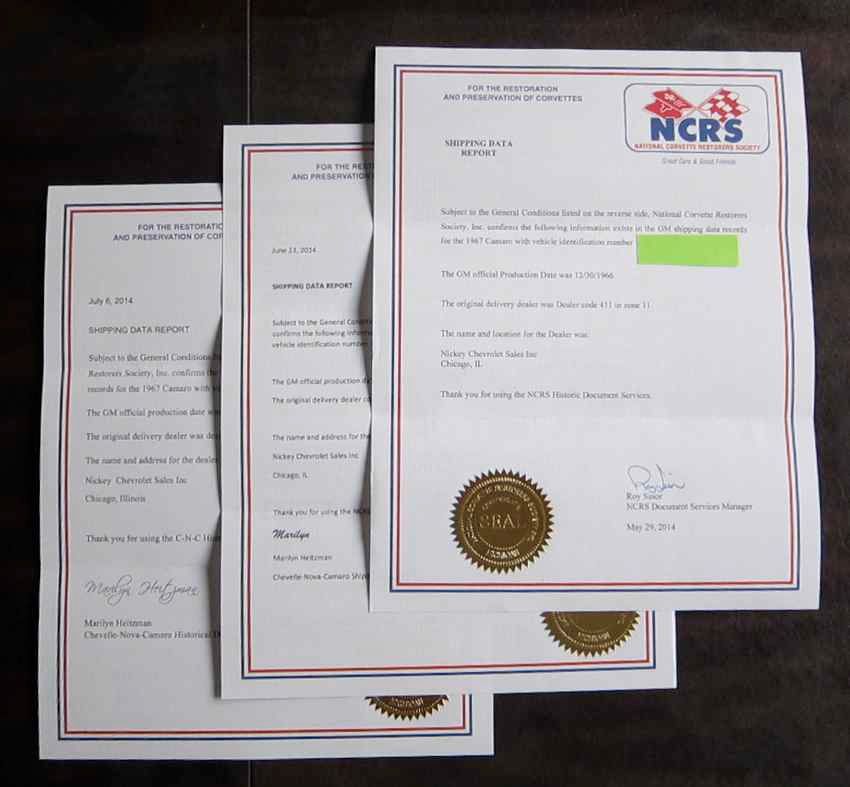 FOR THE RESTORATIO
AND PRESERVATION OF COR
July 6, 2014
SHIPPING DATA REPORT
Subject to the General Conditions
Restorers Society, Inc. confirms the
records for the 1967 Camaro with
The GM official production date
The original delivery dealer was
The name and address for the dealer
Nickey Chevrolet Sales Inc
Chicago, Illinois
Thank you for using the C-N-C
Marilyn Heitzman
Marilyn Heitzman
Chevelle-Nova-Camaro Historical D
FOR THE RES
AND PRESERVATION
June 23, 2014
SHIPPING DATA REPORT
Subject to the General
confirms the following
vehicle identification number
The GM official production
The original delivery dealer
The name and address for the
Nickey Chevrolet Sales Inc
Chicago, IL
Thank you for using the
Marilyn
Marilyn Heitzman
Chevelle-Nova-Camaro
FOR THE RESTORATION
AND PRESERVATION OF CORVETTES
NCRS
NATIONAL CORVETTE RESTORERS SOCIETY
Great Cars & Good Friends
SHIPPING DATA
REPORT
Subject to the General Conditions listed on the reverse side, National Corvette Restorers
Society, Inc. confirms the following information exists in the GM shipping data records
for the 1967 Camaro with vehicle identification number
The GM official Production Date was 12/30/1966
The original delivery dealer was Dealer code 411 in zone 11.
The name and location for the Dealer was:
Nickey Chevrolet Sales Inc
Chicago, IL
Thank you for using the NCRS Historic Document Services.
SEAL
Roy Sinor
NCRS Document Services Manager
May 29, 2014